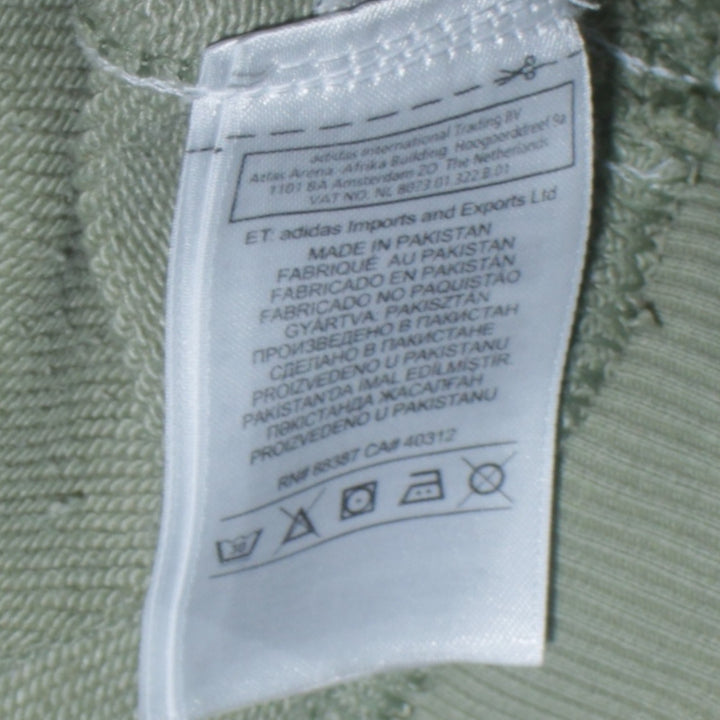 adidas International Trading BV
Atlas Arena -Afrika Building, Hoogoorddreef 9a
1101 BA Amsterdam ZO The Netherlands
VAT NO. NL 8073.01.322.B.01
ET: adidas Imports and Exports Ltd
MADE IN PAKISTAN
FABRIQUÉ AU PAKISTAN
FABRICADO EN PAKISTÁN
FABRICADO NO PAQUISTÃO
GYÁRTVA: PAKISZTÁN
ПРОИЗВЕДЕНО В ПАКИСТАН
СДЕЛАНО В ПАКИСТАНЕ
PROIZVEDENO U PAKISTANU
PAKISTAN'DA İMAL EDİLMİŞTİR.
ПӘКІСТАНДА ЖАСАЛҒАН
PROIZVEDENO U PAKISTANU
RN# 88387 CA# 40312
30